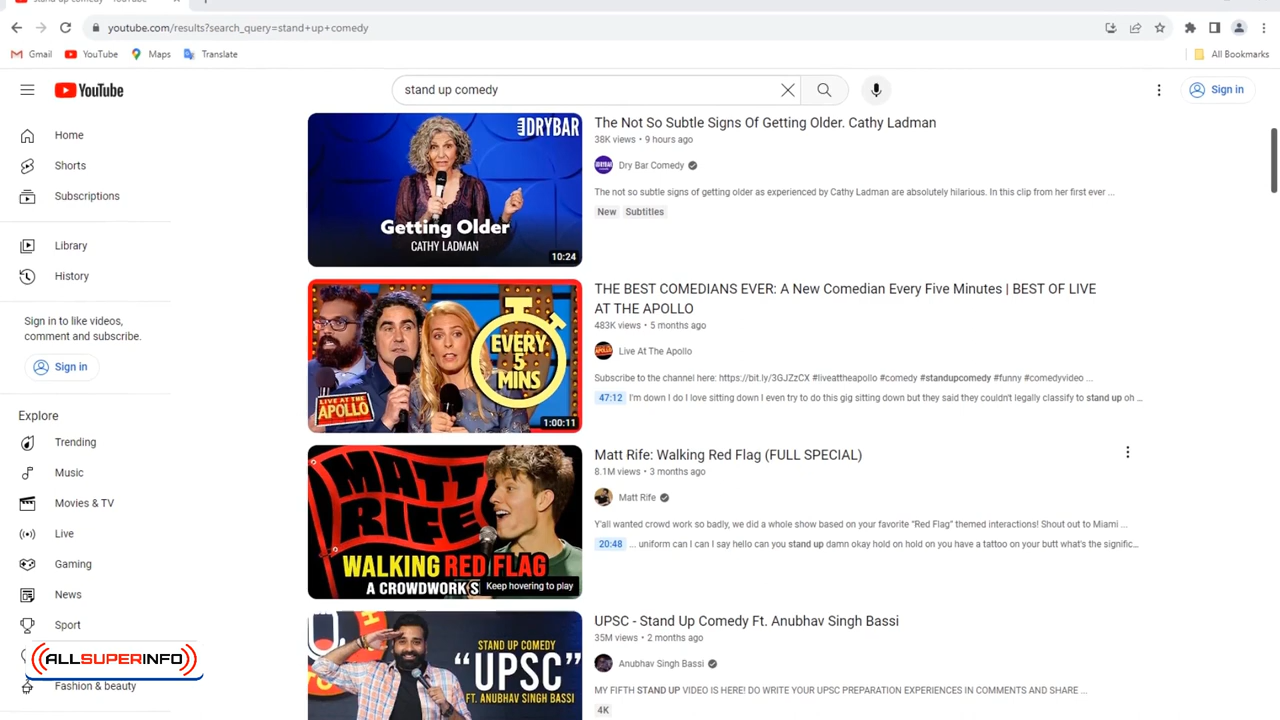 stand up comedy - YouTube
youtube.com/results?search_query=stand+up+comedy
Gmail YouTube Maps Translate All Bookmarks
YouTube
stand up comedy
Sign in
Home
Shorts
Subscriptions
Library
History
Sign in to like videos,
comment and subscribe.
Sign in
Explore
Trending
Music
Movies & TV
Live
Gaming
News
Sport
ALLSUPERINFO
Fashion & beauty
DRYBAR
Getting Older
CATHY LADMAN
10:24
The Not So Subtle Signs Of Getting Older. Cathy Ladman
38K views • 9 hours ago
Dry Bar Comedy
The not so subtle signs of getting older as experienced by Cathy Ladman are absolutely hilarious. In this clip from her first ever ...
New Subtitles
EVERY
5
MINS
LIVE AT THE
APOLLO
1:00:11
THE BEST COMEDIANS EVER: A New Comedian Every Five Minutes | BEST OF LIVE
AT THE APOLLO
483K views • 5 months ago
Live At The Apollo
Subscribe to the channel here: https://bit.ly/3GJZzCX #liveattheapollo #comedy #standupcomedy #funny #comedyvideo ...
47:12 I'm down I do I love sitting down I even try to do this gig sitting down but they said they couldn't legally classify to stand up oh ...
MATT
RIFE
WALKING RED FLAG
A CROWDWORK S
Keep hovering to play
Matt Rife: Walking Red Flag (FULL SPECIAL)
8.1M views • 3 months ago
Matt Rife
Y'all wanted crowd work so badly, we did a whole show based on your favorite "Red Flag" themed interactions! Shout out to Miami ...
20:48 ... uniform can I can I say hello can you stand up damn okay hold on hold on you have a tattoo on your butt what's the signific...
STAND UP COMEDY
"UPSC"
FT. ANUBHAV SINGH BASSI
UPSC - Stand Up Comedy Ft. Anubhav Singh Bassi
35M views • 2 months ago
Anubhav Singh Bassi
MY FIFTH STAND UP VIDEO IS HERE! DO WRITE YOUR UPSC PREPARATION EXPERIENCES IN COMMENTS AND SHARE ...
4K